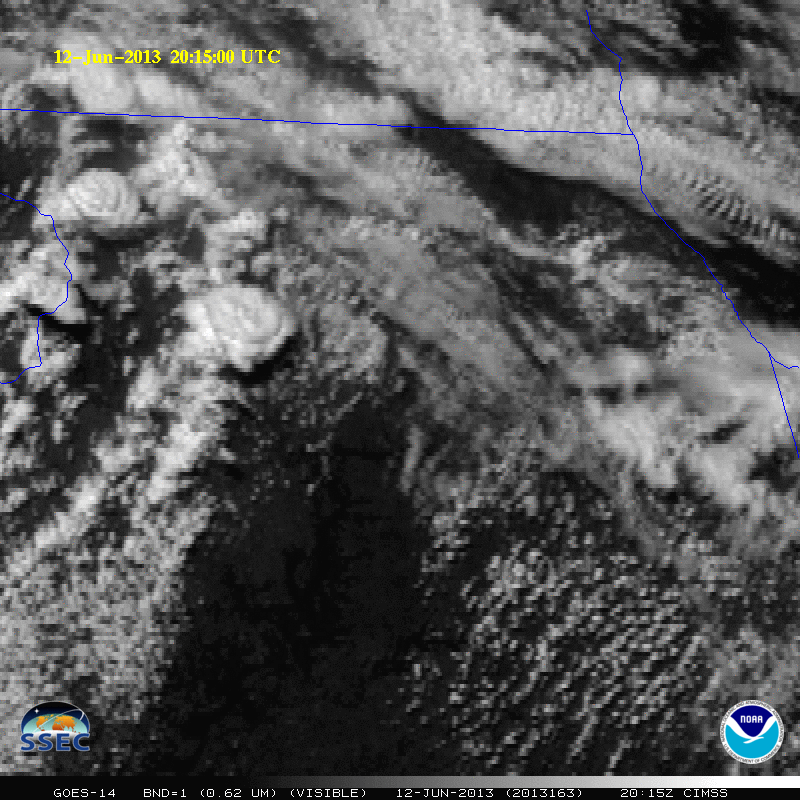 12-Jun-2013 20:15:00 UTC
SSEC
NOAA
GOES-14 BND=1 (0.62 UM) (VISIBLE) 12-JUN-2013 (2013163) 20:15Z CIMSS